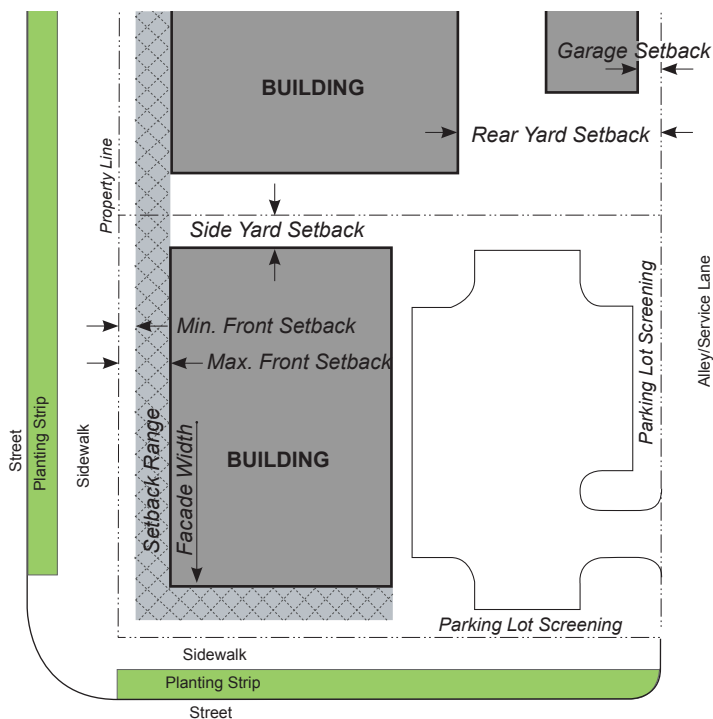 Garage Setback
BUILDING
Rear Yard Setback
Property Line
Side Yard Setback
Min. Front Setback
Max. Front Setback
Parking Lot Screening
Alley/Service Lane
Street
Planting Strip
Sidewalk
Setback Range
Facade Width
BUILDING
Parking Lot Screening
Sidewalk
Planting Strip
Street